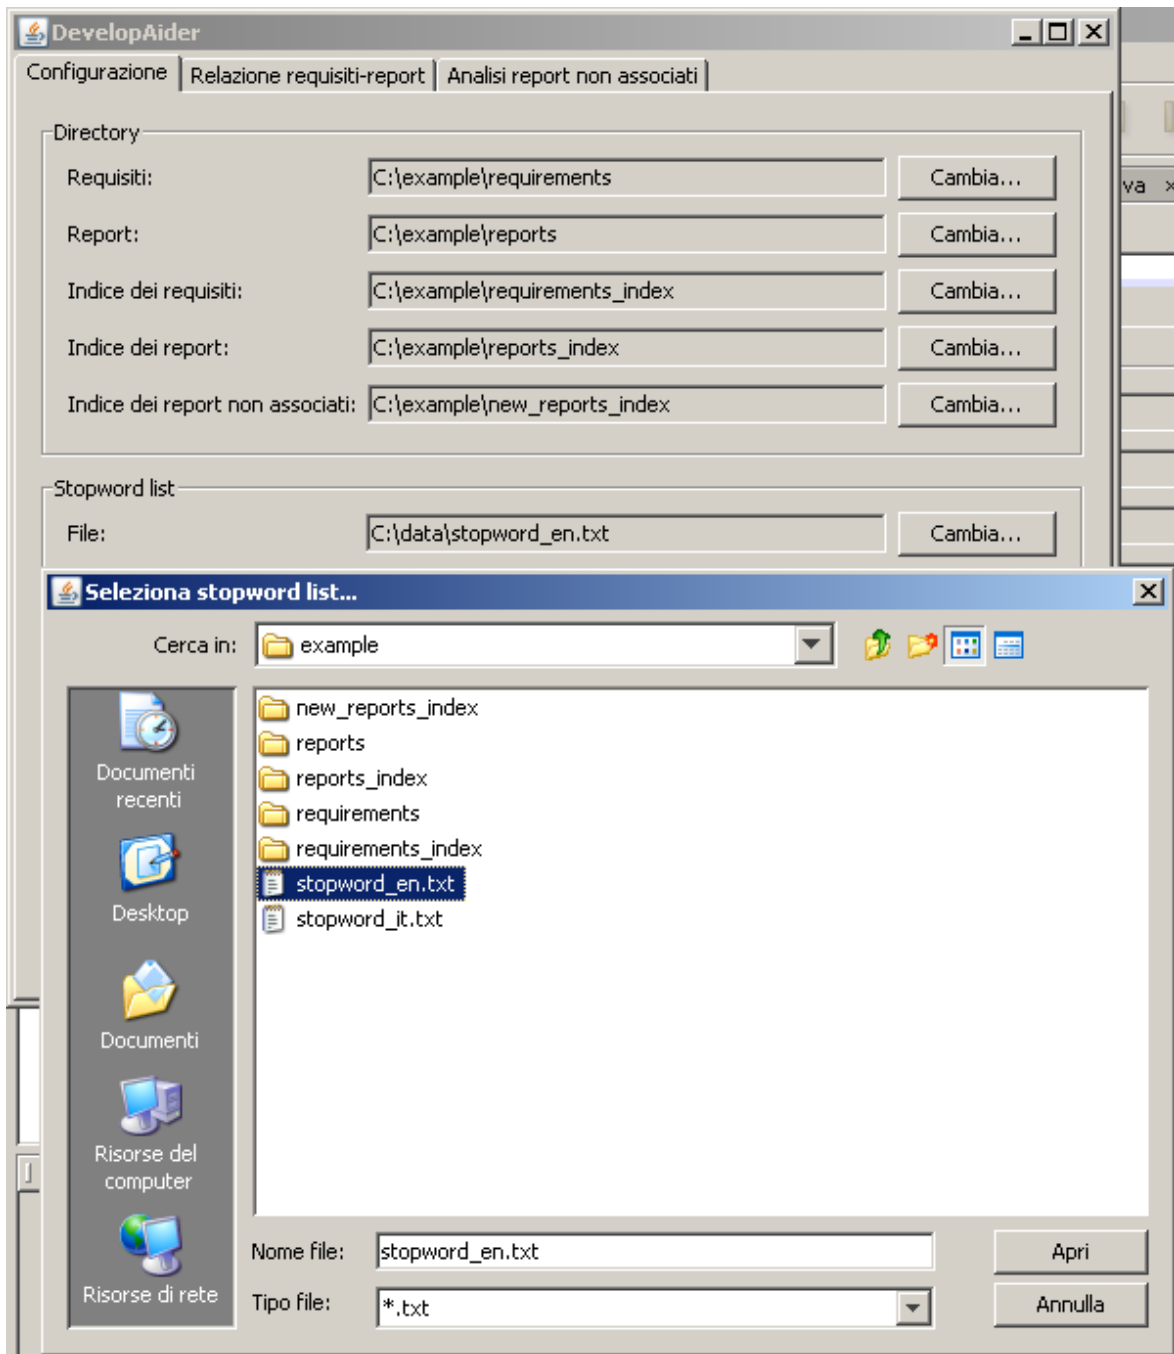 DevelopAider
Configurazione Relazione requisiti-report Analisi report non associati
Directory
Requisiti: C:\example\requirements Cambia...
Report: C:\example\reports Cambia...
Indice dei requisiti: C:\example\requirements_index Cambia...
Indice dei report: C:\example\reports_index Cambia...
Indice dei report non associati: C:\example\new_reports_index Cambia...
va
Stopword list
File: C:\data\stopword_en.txt Cambia...
Seleziona stopword list...
Cerca in: example
new_reports_index
reports
reports_index
requirements
requirements_index
stopword_en.txt
stopword_it.txt
Documenti
recenti
Desktop
Documenti
Risorse del
computer
Risorse di rete
Nome file: stopword_en.txt Apri
Tipo file: *.txt Annulla